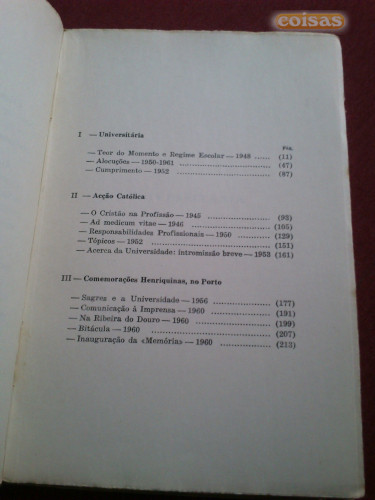 coisas
I — Universitária
Pág.
— Teor do Momento e Regime Escolar — 1948 (11)
— Alocuções — 1950-1961 (47)
— Cumprimento — 1952 (87)
II — Acção Católica
— O Cristão na Profissão — 1945 (93)
— Ad medicum vitae — 1946 (105)
— Responsabilidades Profissionais — 1950 (129)
— Tópicos — 1952 (151)
— Acerca da Universidade: intromissão breve — 1953 (161)
III — Comemorações Henriquinas, no Porto
— Sagres e a Universidade — 1956 (177)
— Comunicação à Imprensa — 1960 (191)
— Na Ribeira do Douro — 1960 (199)
— Bitácula — 1960 (207)
— Inauguração da «Memória» — 1960 (213)